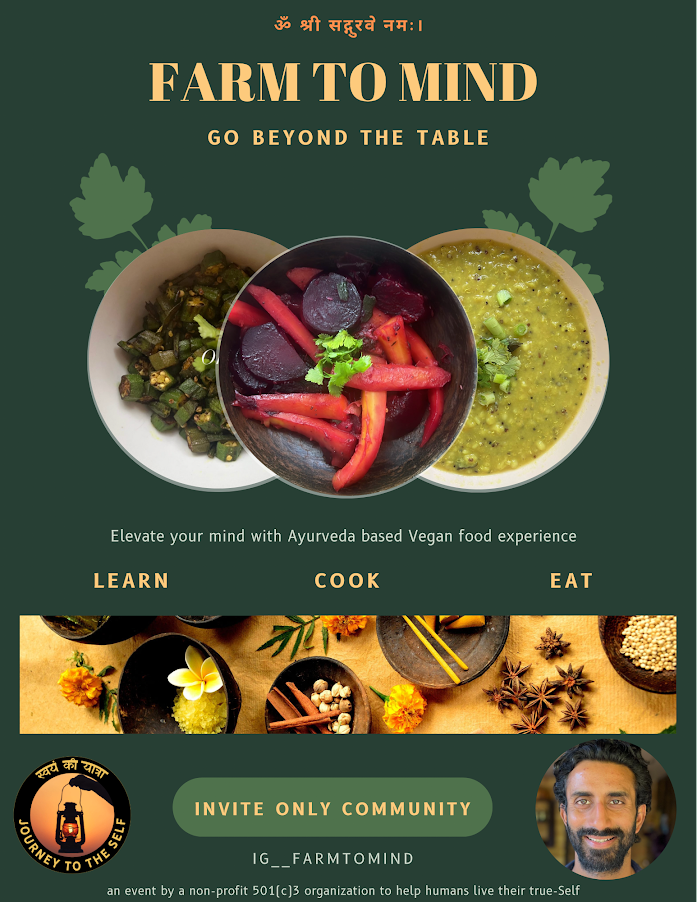 ॐ श्री सद्गुरवे नमः।
FARM TO MIND
GO BEYOND THE TABLE
Elevate your mind with Ayurveda based Vegan food experience
LEARN COOK EAT
स्वयं की यात्रा
JOURNEY TO THE SELF
INVITE ONLY COMMUNITY
IG__FARMTOMIND
an event by a non-profit 501(c)3 organization to help humans live their true-Self